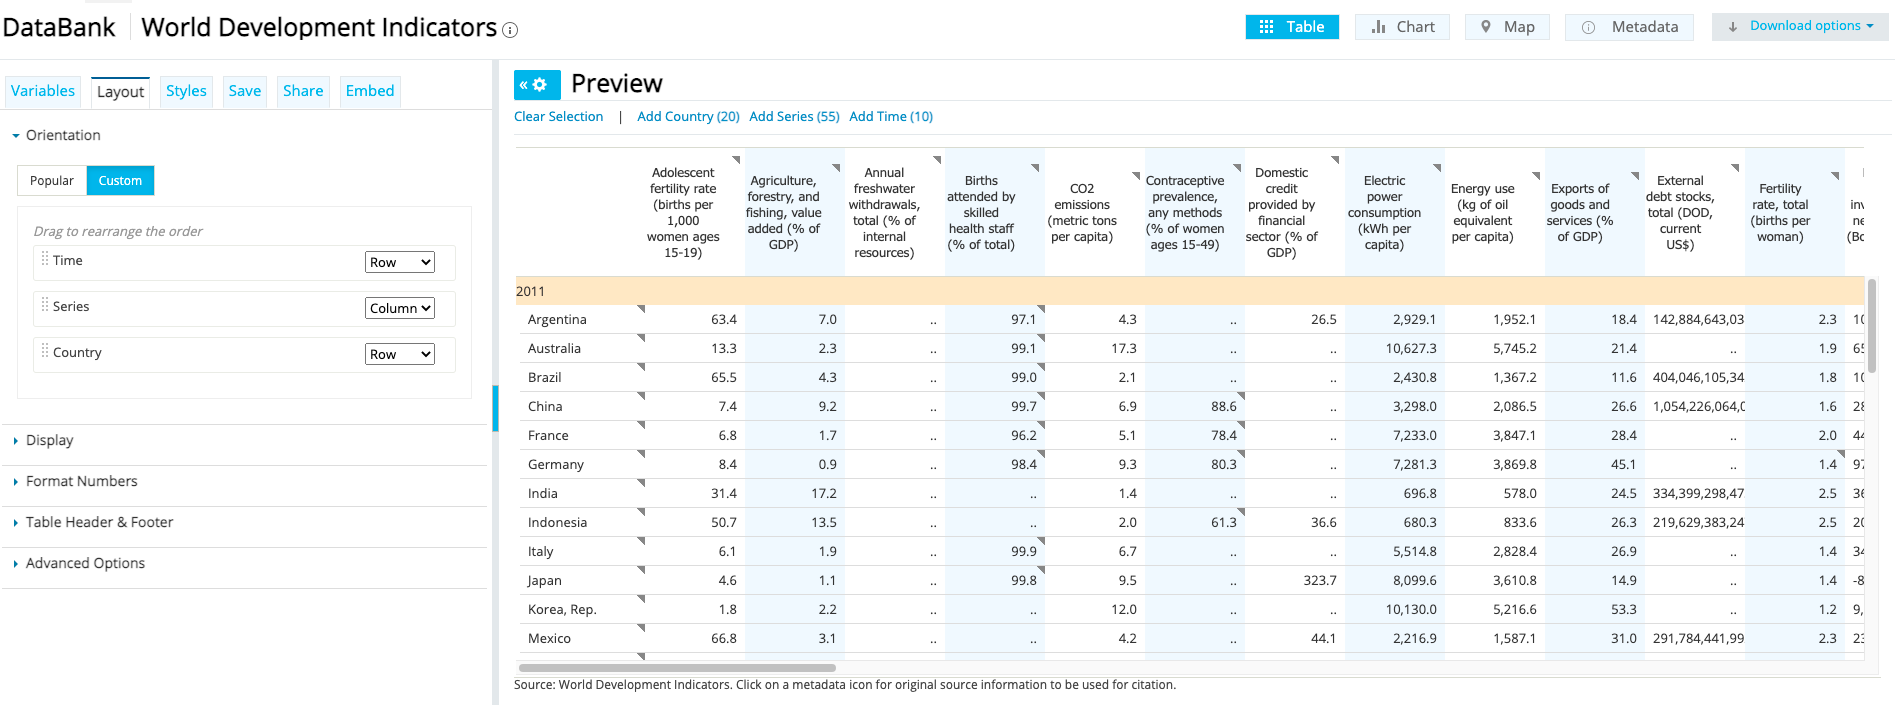 DataBank World Development Indicators
Table Chart Map Metadata Download options
Variables Layout Styles Save Share Embed
Orientation
Popular Custom
Drag to rearrange the order
Time Row
Series Column
Country Row
Display
Format Numbers
Table Header & Footer
Advanced Options
Preview
Clear Selection | Add Country (20) Add Series (55) Add Time (10)
Adolescent fertility rate (births per 1,000 women ages 15-19)
Agriculture, forestry, and fishing, value added (% of GDP)
Annual freshwater withdrawals, total (% of internal resources)
Births attended by skilled health staff (% of total)
CO2 emissions (metric tons per capita)
Contraceptive prevalence, any methods (% of women ages 15-49)
Domestic credit provided by financial sector (% of GDP)
Electric power consumption (kWh per capita)
Energy use (kg of oil equivalent per capita)
Exports of goods and services (% of GDP)
External debt stocks, total (DOD, current US$)
Fertility rate, total (births per woman)
2011
Argentina 63.4 7.0 .. 97.1 4.3 .. 26.5 2,929.1 1,952.1 18.4 142,884,643,03 2.3
Australia 13.3 2.3 .. 99.1 17.3 .. .. 10,627.3 5,745.2 21.4 .. 1.9
Brazil 65.5 4.3 .. 99.0 2.1 .. .. 2,430.8 1,367.2 11.6 404,046,105,34 1.8
China 7.4 9.2 .. 99.7 6.9 88.6 .. 3,298.0 2,086.5 26.6 1,054,226,064,0 1.6
France 6.8 1.7 .. 96.2 5.1 78.4 .. 7,233.0 3,847.1 28.4 .. 2.0
Germany 8.4 0.9 .. 98.4 9.3 80.3 .. 7,281.3 3,869.8 45.1 .. 1.4
India 31.4 17.2 .. .. 1.4 .. .. 696.8 578.0 24.5 334,399,298,47 2.5
Indonesia 50.7 13.5 .. .. 2.0 61.3 36.6 680.3 833.6 26.3 219,629,383,24 2.5
Italy 6.1 1.9 .. 99.9 6.7 .. .. 5,514.8 2,828.4 26.9 .. 1.4
Japan 4.6 1.1 .. 99.8 9.5 .. 323.7 8,099.6 3,610.8 14.9 .. 1.4
Korea, Rep. 1.8 2.2 .. .. 12.0 .. .. 10,130.0 5,216.6 53.3 .. 1.2
Mexico 66.8 3.1 .. .. 4.2 .. 44.1 2,216.9 1,587.1 31.0 291,784,441,99 2.3
Source: World Development Indicators. Click on a metadata icon for original source information to be used for citation.